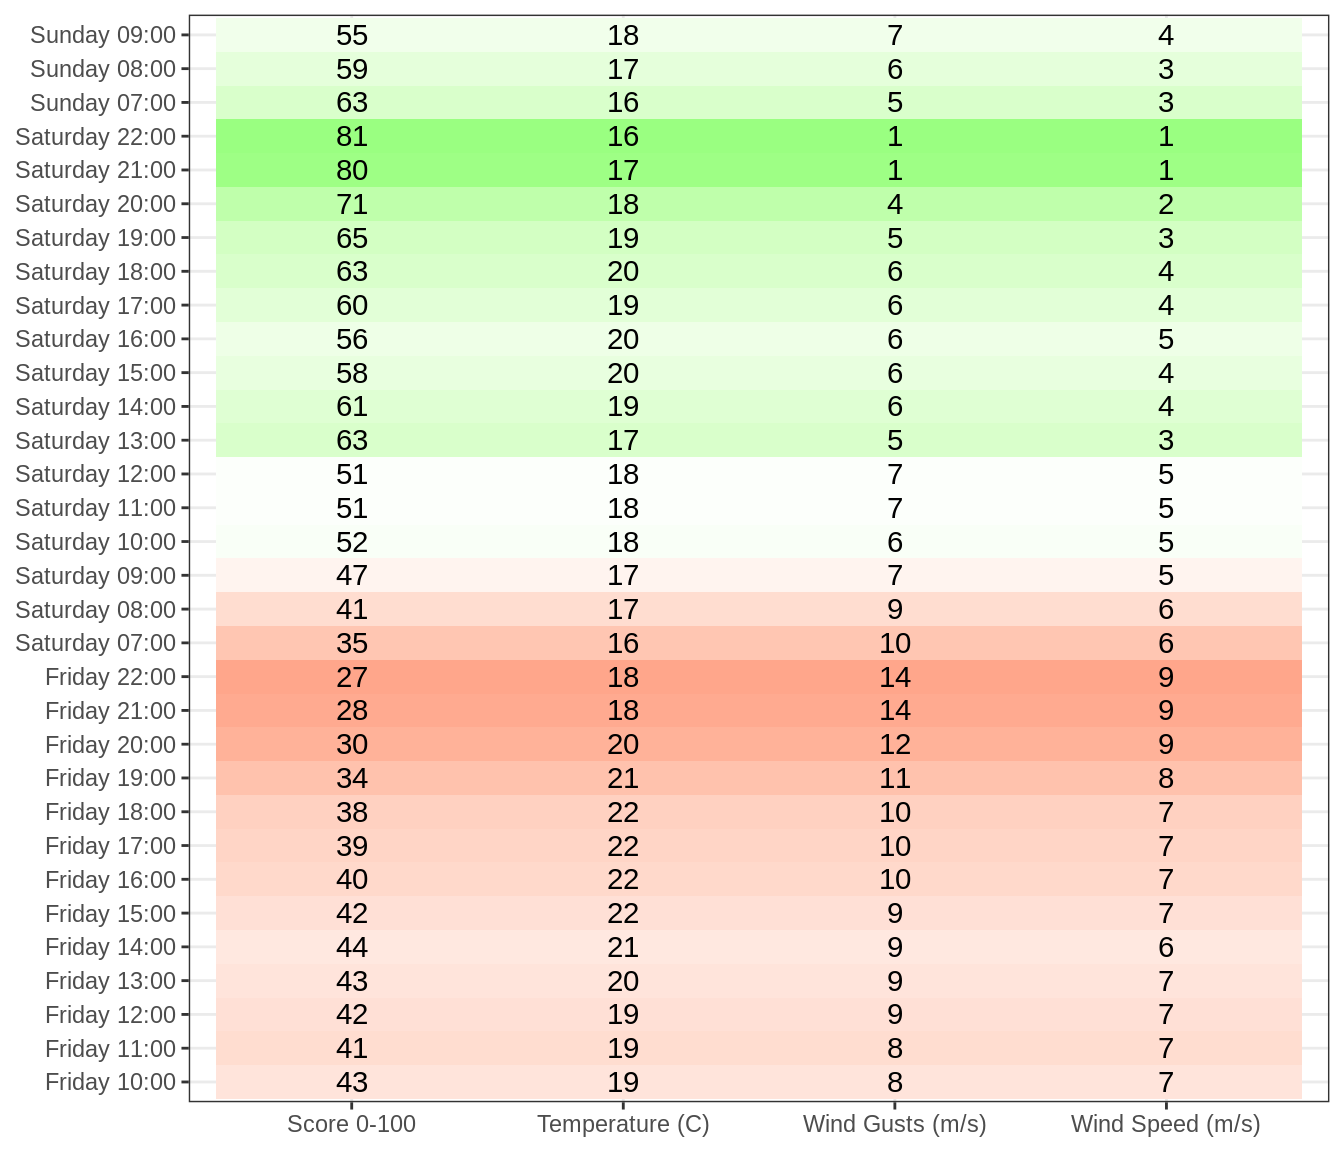 Sunday 09:00 55 18 7 4
Sunday 08:00 59 17 6 3
Sunday 07:00 63 16 5 3
Saturday 22:00 81 16 1 1
Saturday 21:00 80 17 1 1
Saturday 20:00 71 18 4 2
Saturday 19:00 65 19 5 3
Saturday 18:00 63 20 6 4
Saturday 17:00 60 19 6 4
Saturday 16:00 56 20 6 5
Saturday 15:00 58 20 6 4
Saturday 14:00 61 19 6 4
Saturday 13:00 63 17 5 3
Saturday 12:00 51 18 7 5
Saturday 11:00 51 18 7 5
Saturday 10:00 52 18 6 5
Saturday 09:00 47 17 7 5
Saturday 08:00 41 17 9 6
Saturday 07:00 35 16 10 6
Friday 22:00 27 18 14 9
Friday 21:00 28 18 14 9
Friday 20:00 30 20 12 9
Friday 19:00 34 21 11 8
Friday 18:00 38 22 10 7
Friday 17:00 39 22 10 7
Friday 16:00 40 22 10 7
Friday 15:00 42 22 9 7
Friday 14:00 44 21 9 6
Friday 13:00 43 20 9 7
Friday 12:00 42 19 9 7
Friday 11:00 41 19 8 7
Friday 10:00 43 19 8 7
Score 0-100 Temperature (C) Wind Gusts (m/s) Wind Speed (m/s)